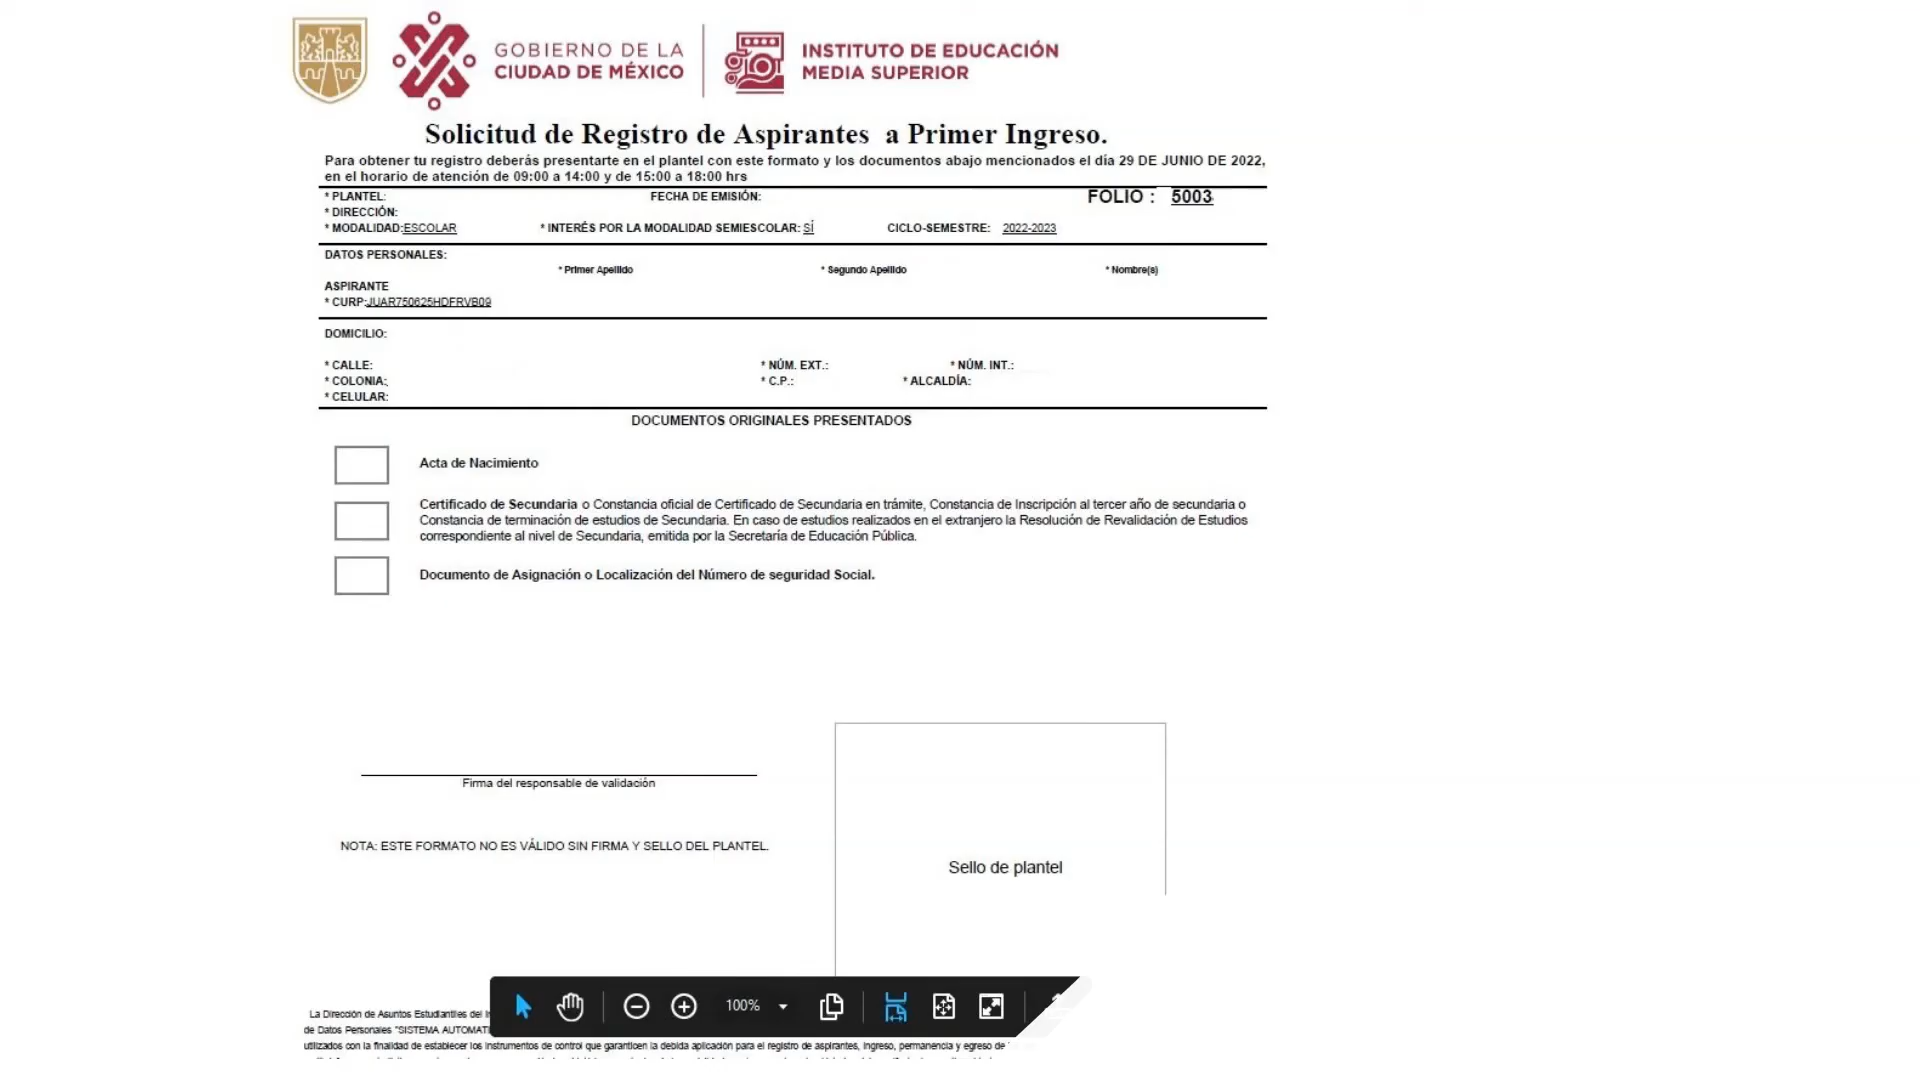 GOBIERNO DE LA
CIUDAD DE MÉXICO
INSTITUTO DE EDUCACIÓN
MEDIA SUPERIOR
Solicitud de Registro de Aspirantes a Primer Ingreso.
Para obtener tu registro deberás presentarte en el plantel con este formato y los documentos abajo mencionados el día 29 DE JUNIO DE 2022,
en el horario de atención de 09:00 a 14:00 y de 15:00 a 18:00 hrs
* PLANTEL: FECHA DE EMISIÓN: FOLIO : 5003
* DIRECCIÓN:
* MODALIDAD:ESCOLAR * INTERÉS POR LA MODALIDAD SEMIESCOLAR: SÍ CICLO-SEMESTRE: 2022-2023
DATOS PERSONALES:
* Primer Apellido * Segundo Apellido * Nombre(s)
ASPIRANTE
* CURP:JUAR750625HDFRVB09
DOMICILIO:
* CALLE: * NÚM. EXT.: * NÚM. INT.:
* COLONIA: * C.P.: * ALCALDÍA:
* CELULAR:
DOCUMENTOS ORIGINALES PRESENTADOS
Acta de Nacimiento
Certificado de Secundaria o Constancia oficial de Certificado de Secundaria en trámite, Constancia de Inscripción al tercer año de secundaria o
Constancia de terminación de estudios de Secundaria. En caso de estudios realizados en el extranjero la Resolución de Revalidación de Estudios
correspondiente al nivel de Secundaria, emitida por la Secretaría de Educación Pública.
Documento de Asignación o Localización del Número de seguridad Social.
Firma del responsable de validación
NOTA: ESTE FORMATO NO ES VÁLIDO SIN FIRMA Y SELLO DEL PLANTEL.
Sello de plantel
100%
La Dirección de Asuntos Estudiantiles del
de Datos Personales "SISTEMA
utilizados con la finalidad de establecer los instrumentos de control que garanticen la debida aplicación para el registro de aspirantes, ingreso, permanencia y egreso de